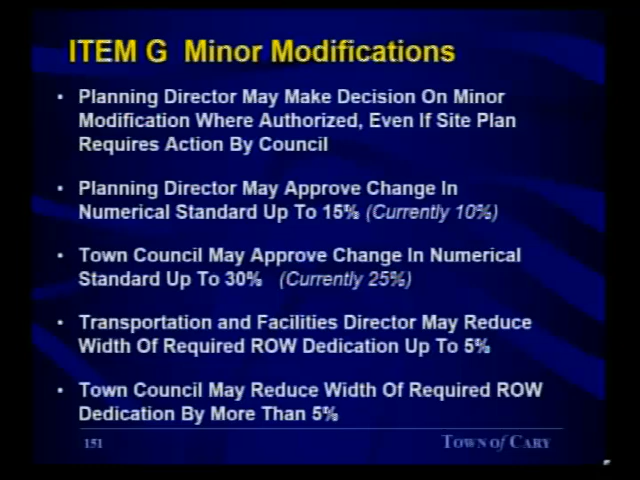 ITEM G Minor Modifications
• Planning Director May Make Decision On Minor
Modification Where Authorized, Even If Site Plan
Requires Action By Council
• Planning Director May Approve Change In
Numerical Standard Up To 15% (Currently 10%)
• Town Council May Approve Change In Numerical
Standard Up To 30% (Currently 25%)
• Transportation and Facilities Director May Reduce
Width Of Required ROW Dedication Up To 5%
• Town Council May Reduce Width Of Required ROW
Dedication By More Than 5%
151 TOWN of CARY